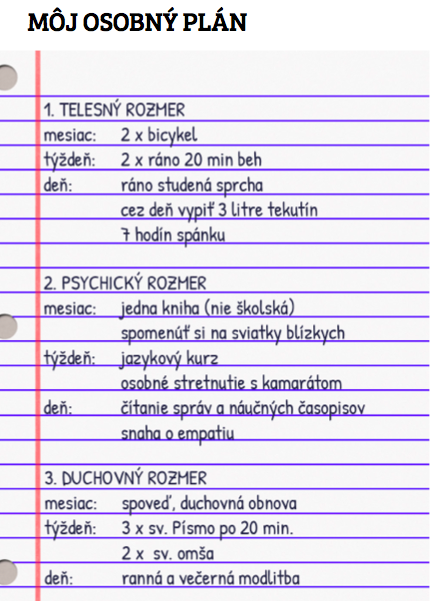 MÔJ OSOBNÝ PLÁN
1. TELESNÝ ROZMER
mesiac: 2 x bicykel
týždeň: 2 x ráno 20 min beh
deň: ráno studená sprcha
cez deň vypiť 3 litre tekutín
7 hodín spánku
2. PSYCHICKÝ ROZMER
mesiac: jedna kniha (nie školská)
spomenúť si na sviatky blízkych
týždeň: jazykový kurz
osobné stretnutie s kamarátom
deň: čítanie správ a náučných časopisov
snaha o empatiu
3. DUCHOVNÝ ROZMER
mesiac: spoveď, duchovná obnova
týždeň: 3 x sv. Písmo po 20 min.
2 x sv. omša
deň: ranná a večerná modlitba